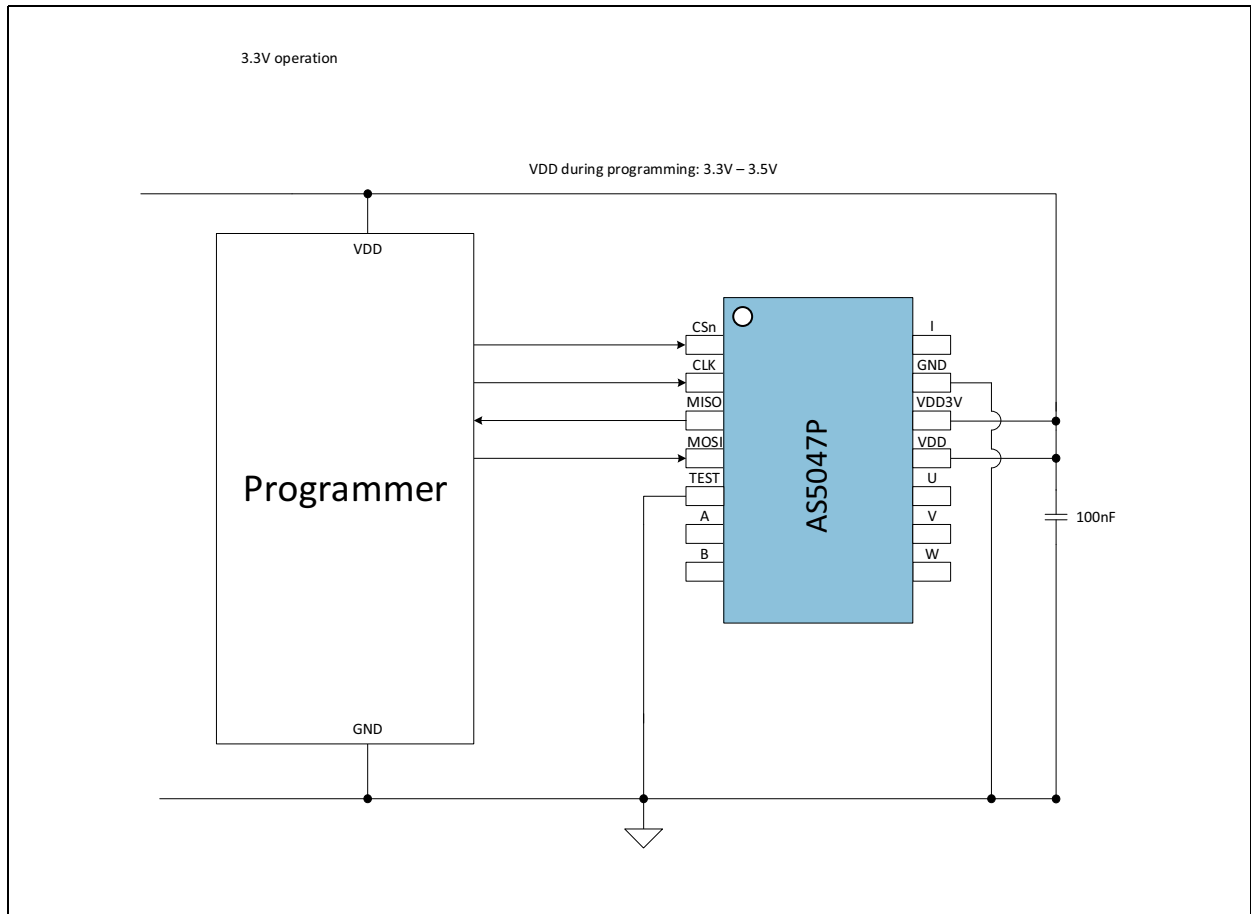 3.3V operation
VDD during programming: 3.3V – 3.5V
VDD
Programmer
GND
CSn
CLK
MISO
MOSI
TEST
A
B
AS5047P
I
GND
VDD3V
VDD
U
V
W
100nF